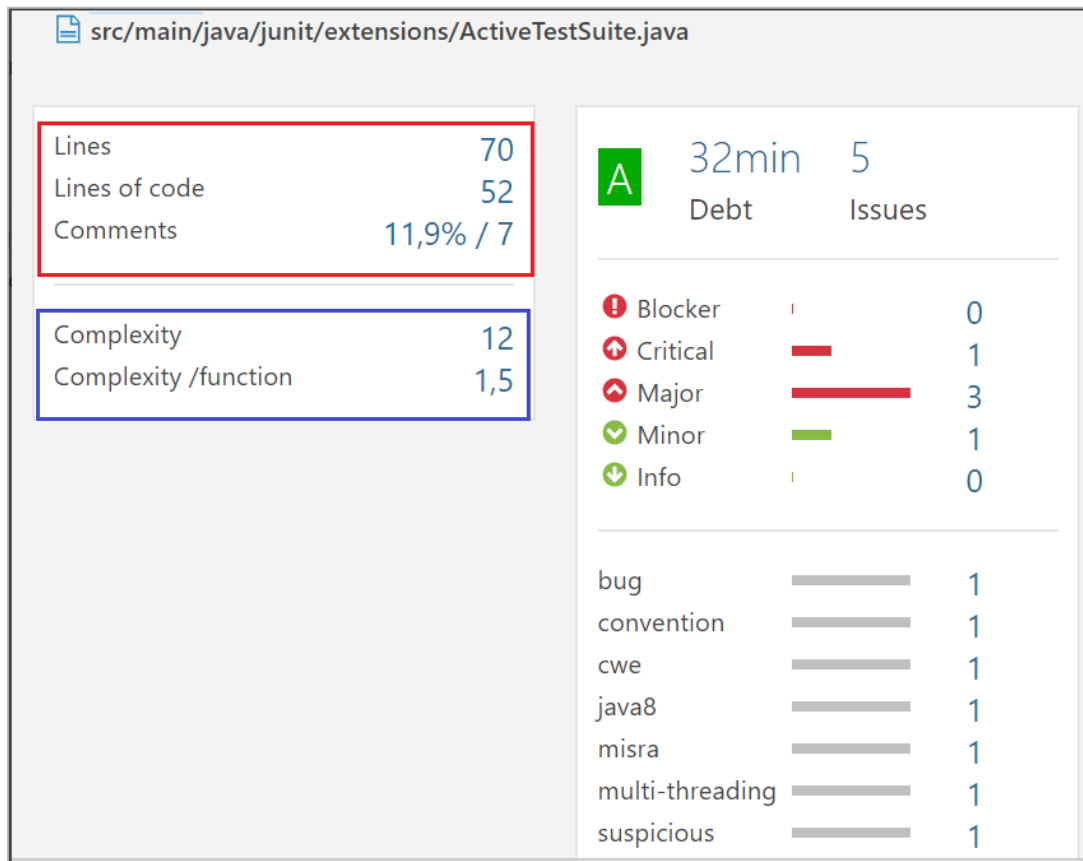 src/main/java/junit/extensions/ActiveTestSuite.java
Lines 70
Lines of code 52
Comments 11,9% / 7
Complexity 12
Complexity /function 1,5
A 32min 5
Debt Issues
Blocker 0
Critical 1
Major 3
Minor 1
Info 0
bug 1
convention 1
cwe 1
java8 1
misra 1
multi-threading 1
suspicious 1